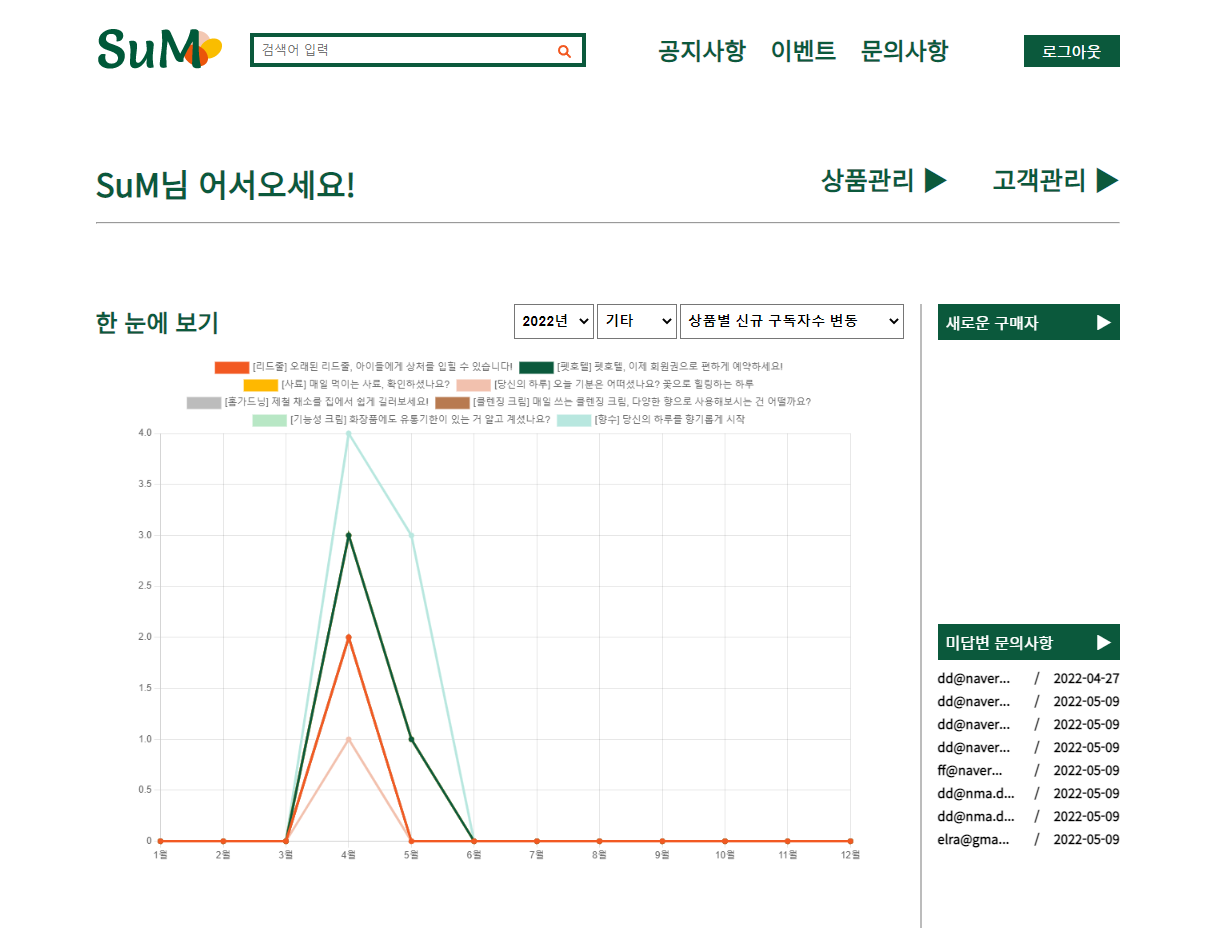 SuM
검색어 입력
공지사항 이벤트 문의사항
로그아웃
SuM님 어서오세요!
상품관리 ▶ 고객관리 ▶
한 눈에 보기
2022년 기타 상품별 신규 구독자수 변동
[리드줄] 오래된 리드줄, 아이들에게 상처를 입힐 수 있습니다! [펫호텔] 펫호텔, 이제 회원권으로 편하게 예약하세요!
[사료] 매일 먹이는 사료, 확인하셨나요? [당신의 하루] 오늘 기분은 어떠셨나요? 꽃으로 힐링하는 하루
[홈가드닝] 제철 채소를 집에서 쉽게 길러보세요! [클렌징 크림] 매일 쓰는 클렌징 크림, 다양한 향으로 사용해보시는 건 어떨까요?
[기능성 크림] 화장품에도 유통기한이 있는 거 알고 계셨나요? [향수] 당신의 하루를 향기롭게 시작
4.0
3.5
3.0
2.5
2.0
1.5
1.0
0.5
0
1월 2월 3월 4월 5월 6월 7월 8월 9월 10월 11월 12월
새로운 구매자 ▶
미답변 문의사항 ▶
dd@naver... / 2022-04-27
dd@naver... / 2022-05-09
dd@naver... / 2022-05-09
dd@naver... / 2022-05-09
ff@naver... / 2022-05-09
dd@nma.d... / 2022-05-09
dd@nma.d... / 2022-05-09
elra@gma... / 2022-05-09